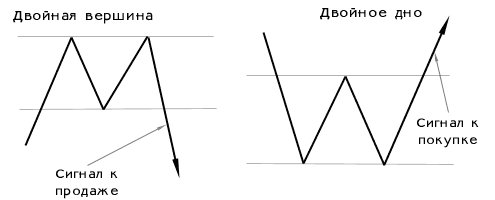 Двойная вершина
Сигнал к
продаже
Двойное дно
Сигнал к
покупке